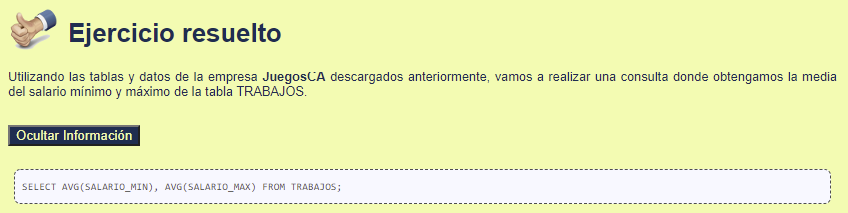 Ejercicio resuelto
Utilizando las tablas y datos de la empresa JuegosCA descargados anteriormente, vamos a realizar una consulta donde obtengamos la media
del salario mínimo y máximo de la tabla TRABAJOS.
Ocultar Información
SELECT AVG(SALARIO_MIN), AVG(SALARIO_MAX) FROM TRABAJOS;